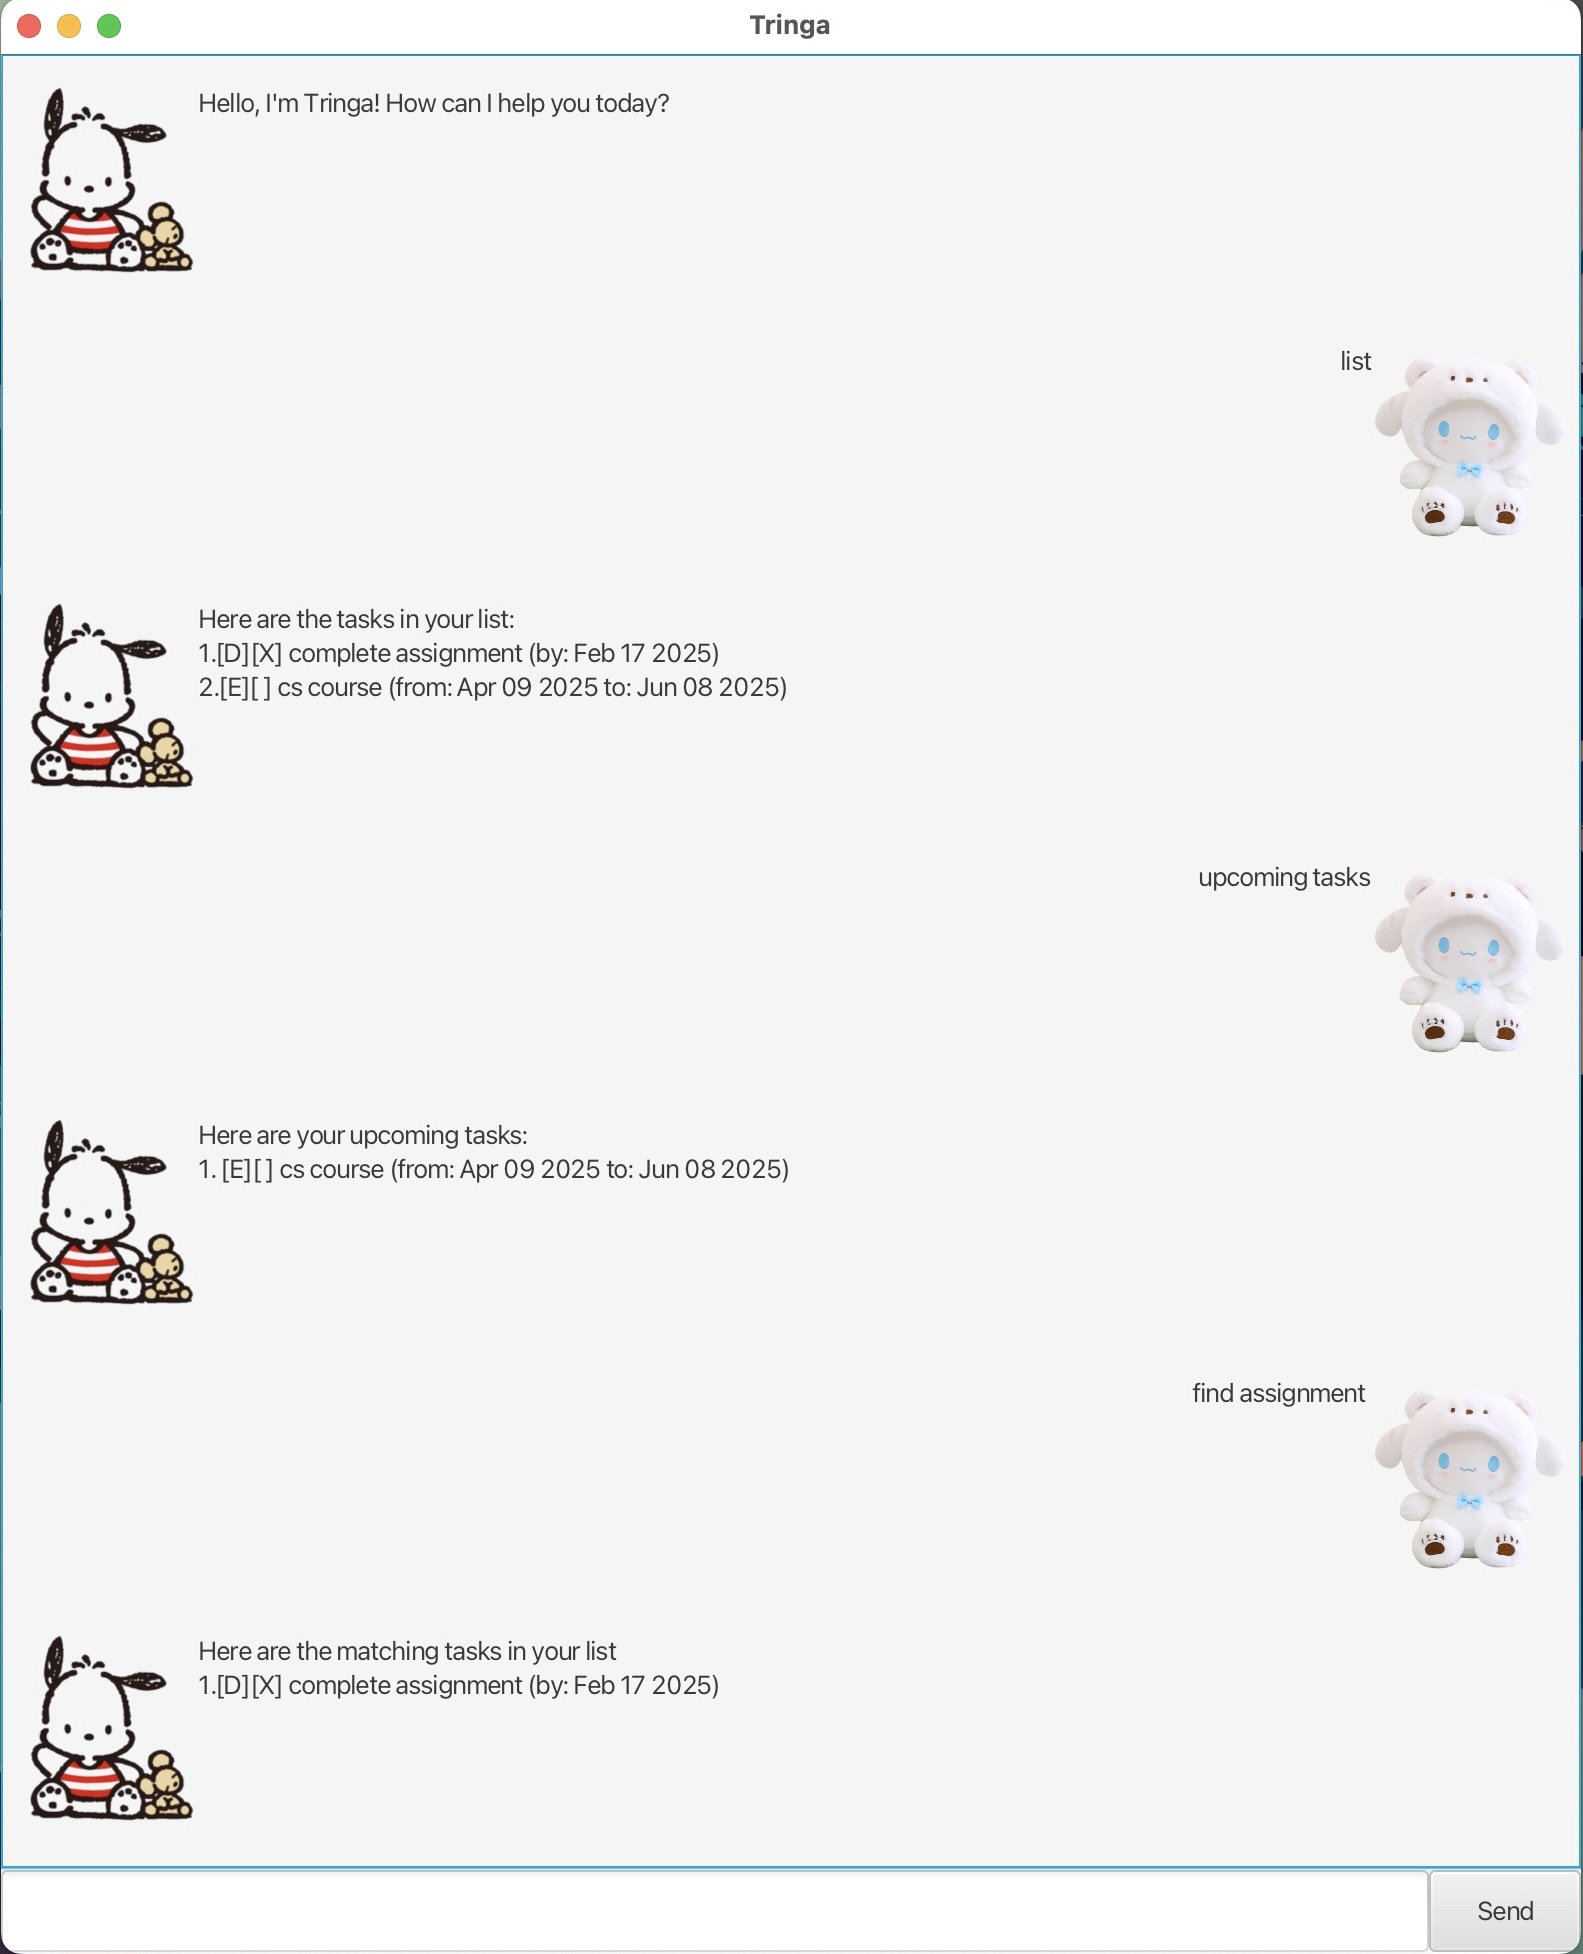 Tringa
Hello, I'm Tringa! How can I help you today?
list
Here are the tasks in your list:
1.[D][X] complete assignment (by: Feb 17 2025)
2.[E][ ] cs course (from: Apr 09 2025 to: Jun 08 2025)
upcoming tasks
Here are your upcoming tasks:
1. [E][ ] cs course (from: Apr 09 2025 to: Jun 08 2025)
find assignment
Here are the matching tasks in your list
1.[D][X] complete assignment (by: Feb 17 2025)
Send